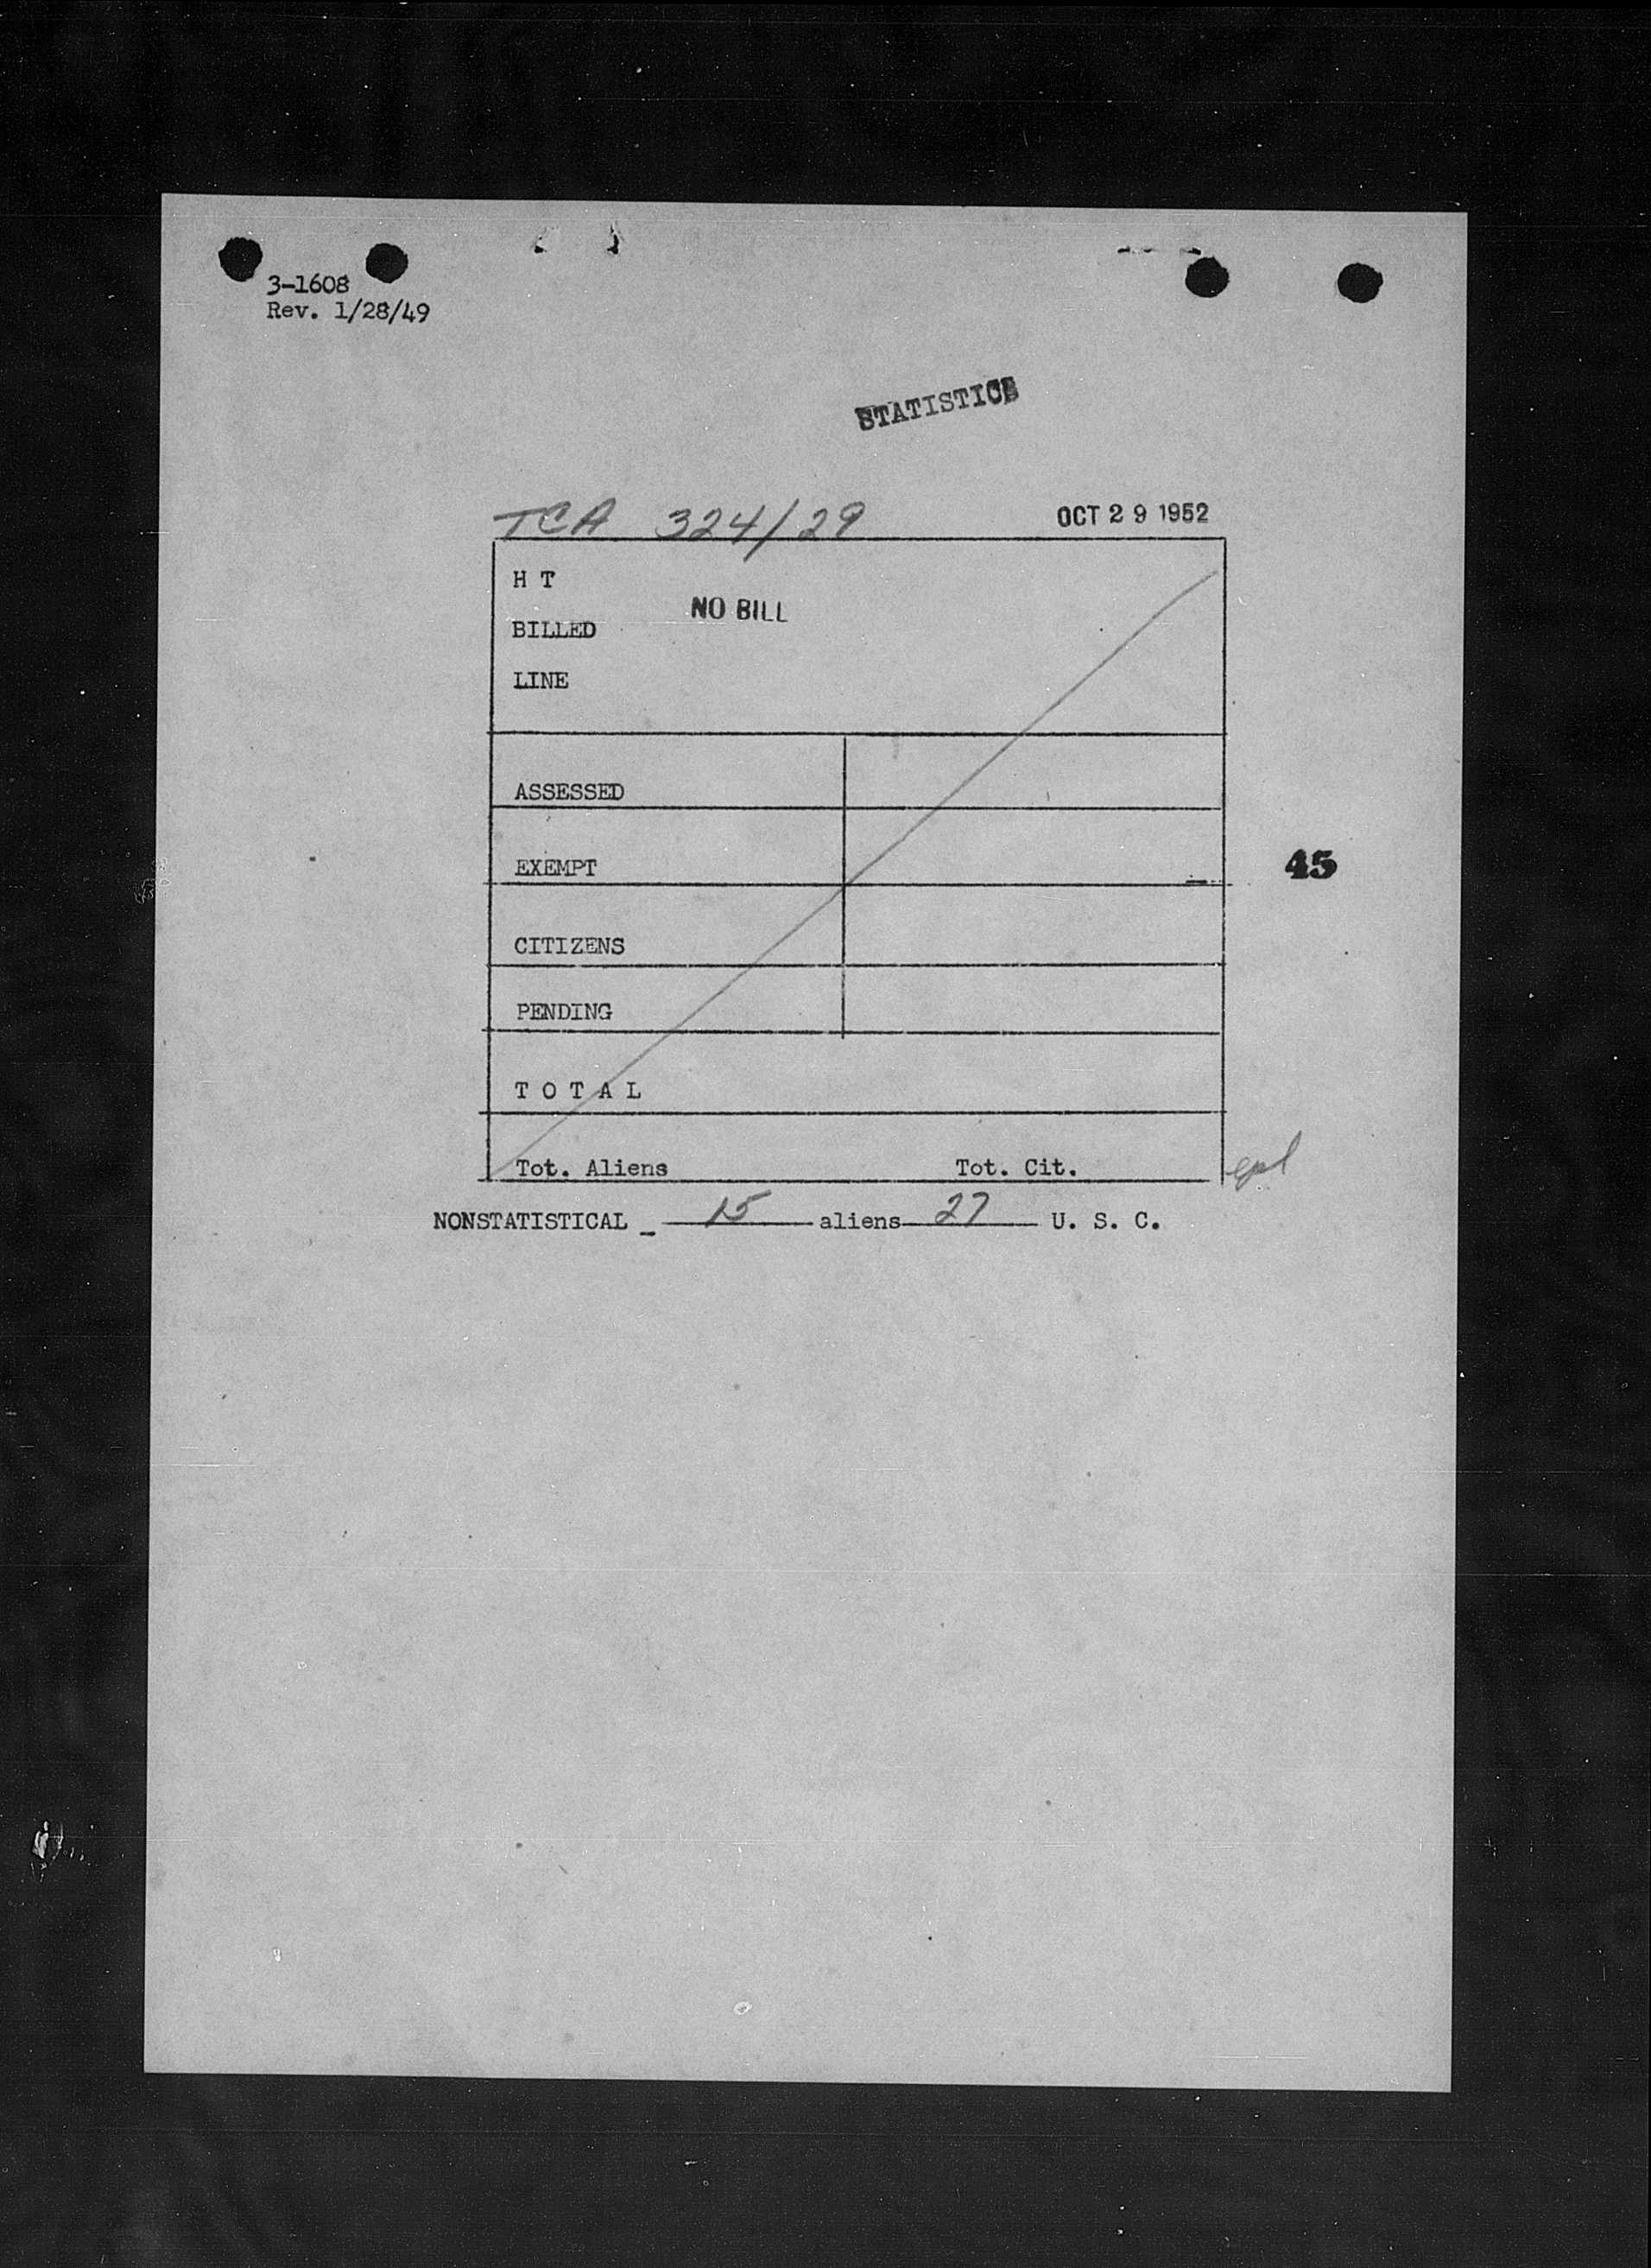 3-1608
Rev. 1/28/49
STATISTICS
TCA 324/29 OCT 29 1952
H T
NO BILL
BILLED
LINE
ASSESSED
EXEMPT
45
CITIZENS
PENDING
T O T A L
Tot. Aliens Tot. Cit.
NONSTATISTICAL - 15 aliens 27 U. S. C.